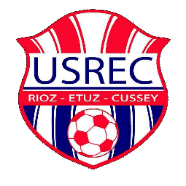 USREC
RIOZ - ETUZ - CUSSEY